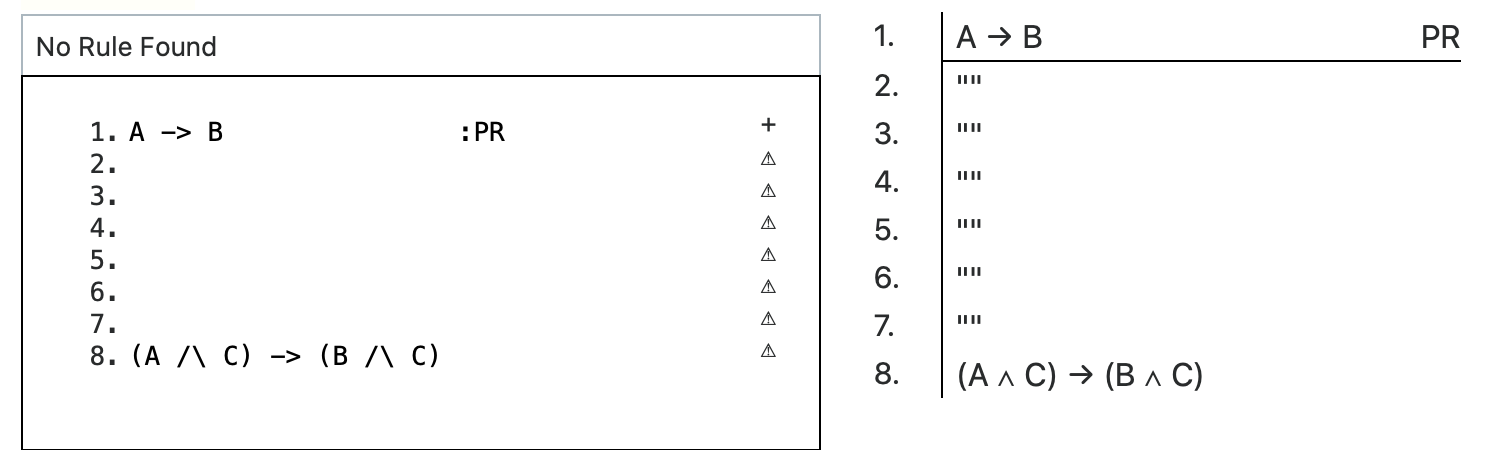 No Rule Found
1. A -> B :PR +
2. ⚠
3. ⚠
4. ⚠
5. ⚠
6. ⚠
7. ⚠
8. (A /\ C) -> (B /\ C) ⚠
1. A → B PR
2. ""
3. ""
4. ""
5. ""
6. ""
7. ""
8. (A ∧ C) → (B ∧ C)